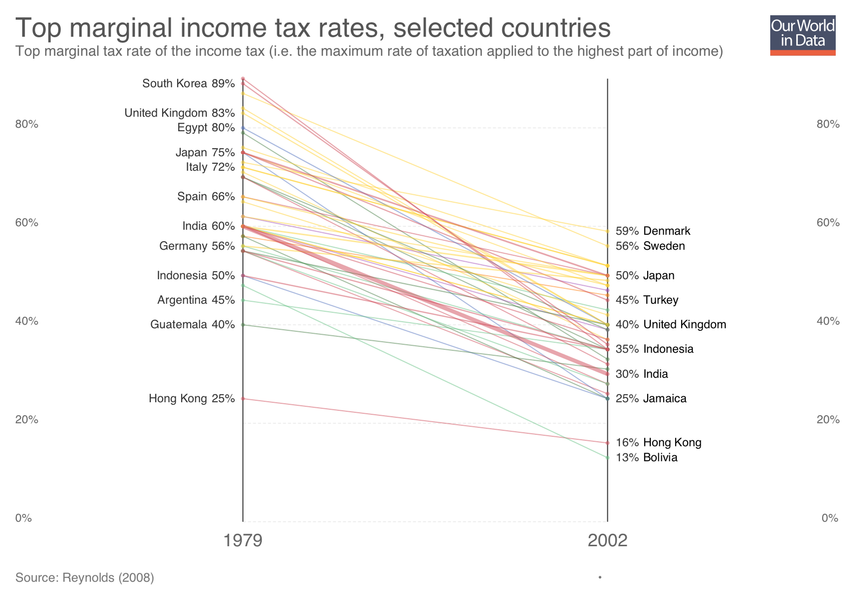 Top marginal income tax rates, selected countries
Top marginal tax rate of the income tax (i.e. the maximum rate of taxation applied to the highest part of income)
Our World
in Data
South Korea 89%
United Kingdom 83%
Egypt 80%
80%
80%
Japan 75%
Italy 72%
Spain 66%
60%
India 60%
60%
59% Denmark
Germany 56%
56% Sweden
Indonesia 50%
50% Japan
Argentina 45%
45% Turkey
40%
Guatemala 40%
40% United Kingdom
40%
35% Indonesia
30% India
Hong Kong 25%
25% Jamaica
20%
20%
16% Hong Kong
13% Bolivia
0%
0%
1979
2002
Source: Reynolds (2008)